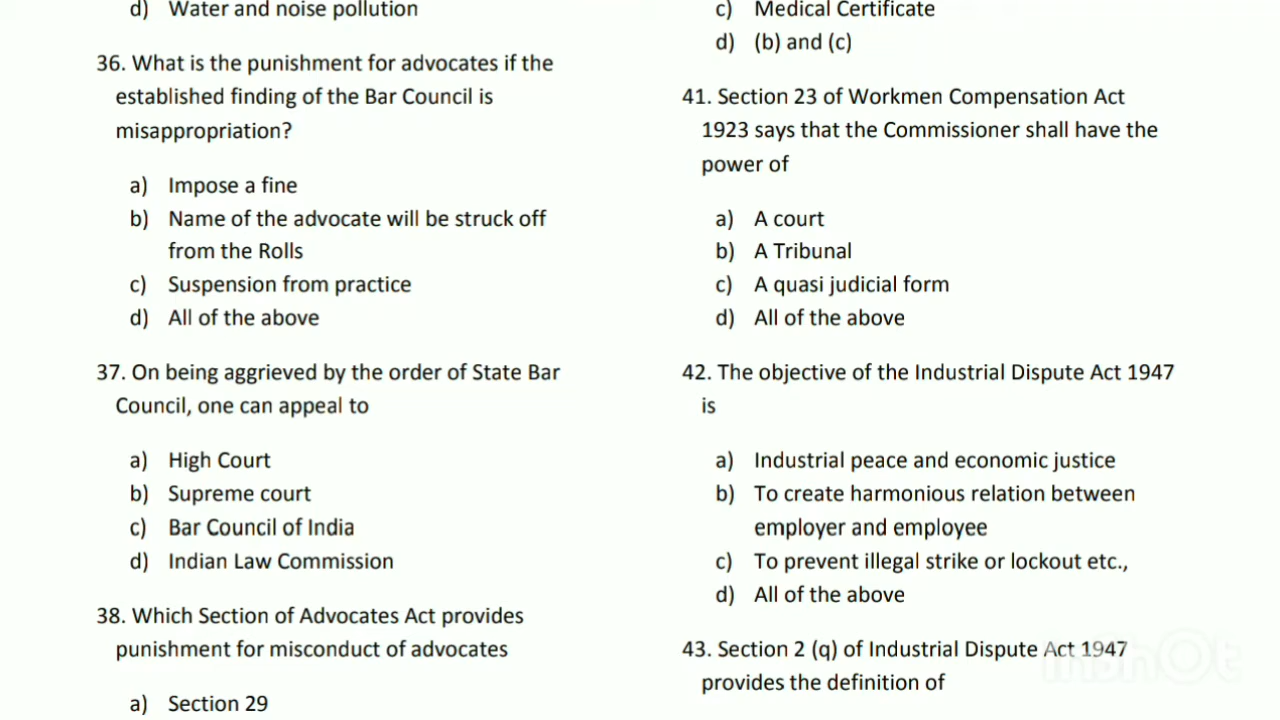 d) Water and noise pollution
36. What is the punishment for advocates if the
established finding of the Bar Council is
misappropriation?
a) Impose a fine
b) Name of the advocate will be struck off
from the Rolls
c) Suspension from practice
d) All of the above
37. On being aggrieved by the order of State Bar
Council, one can appeal to
a) High Court
b) Supreme court
c) Bar Council of India
d) Indian Law Commission
38. Which Section of Advocates Act provides
punishment for misconduct of advocates
a) Section 29
c) Medical Certificate
d) (b) and (c)
41. Section 23 of Workmen Compensation Act
1923 says that the Commissioner shall have the
power of
a) A court
b) A Tribunal
c) A quasi judicial form
d) All of the above
42. The objective of the Industrial Dispute Act 1947
is
a) Industrial peace and economic justice
b) To create harmonious relation between
employer and employee
c) To prevent illegal strike or lockout etc.,
d) All of the above
43. Section 2 (q) of Industrial Dispute Act 1947
provides the definition of
InShOt